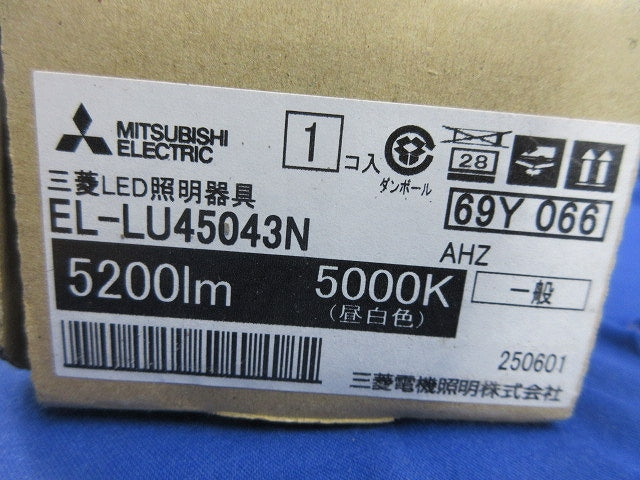 MITSUBISHI
ELECTRIC
1 コ入
ダンボール
28
三菱LED照明器具
EL-LU45043N
69Y 066
AHZ
5200lm 5000K
(昼白色)
一般
250601
三菱電機照明株式会社